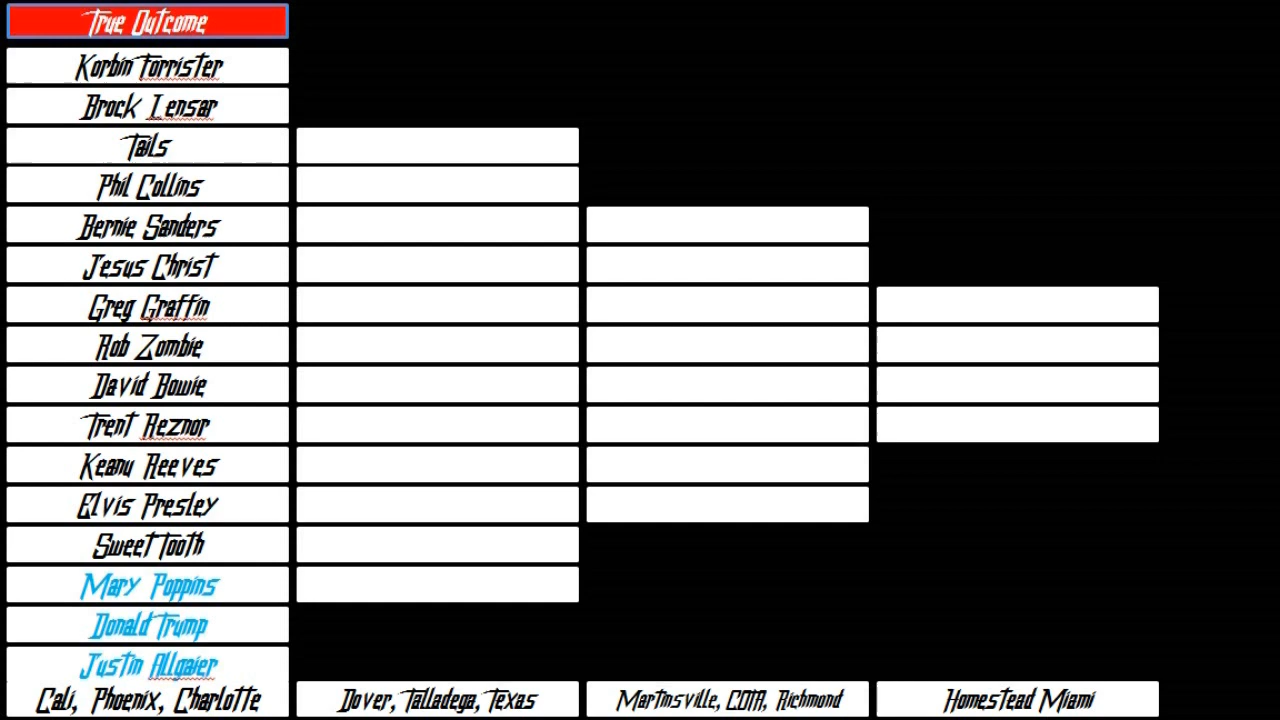 True Outcome
Korbin Forrister
Brock Lensar
Tails
Phil Collins
Bernie Sanders
Jesus Christ
Greg Graffin
Rob Zombie
David Bowie
Trent Reznor
Keanu Reeves
Elvis Presley
Sweet Tooth
Mary Poppins
Donald Trump
Justin Allgaier
Cali, Phoenix, Charlotte
Dover, Talladega, Texas
Martinsville, COTA, Richmond
Homestead Miami